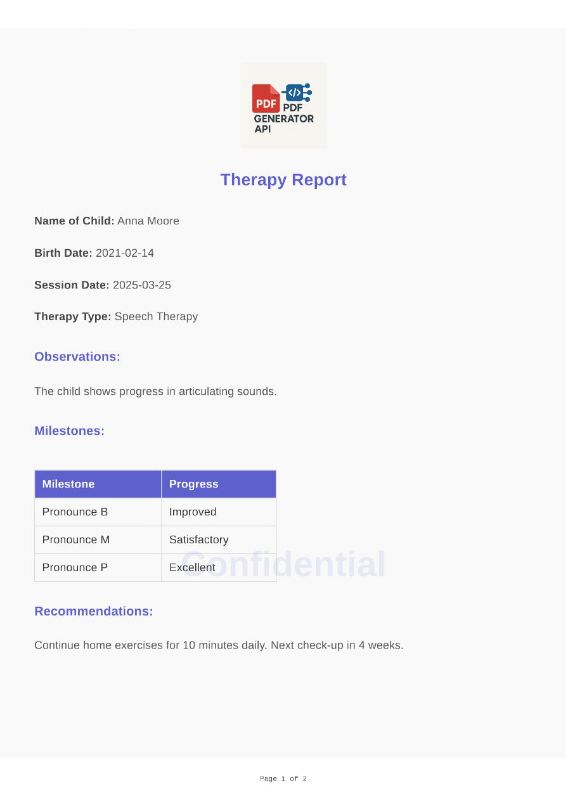 PDF
</>
PDF
GENERATOR
API
Therapy Report
Name of Child: Anna Moore
Birth Date: 2021-02-14
Session Date: 2025-03-25
Therapy Type: Speech Therapy
Observations:
The child shows progress in articulating sounds.
Milestones:
Milestone Progress
Pronounce B Improved
Pronounce M Satisfactory
Pronounce P Excellent
Confidential
Recommendations:
Continue home exercises for 10 minutes daily. Next check-up in 4 weeks.
Page 1 of 2